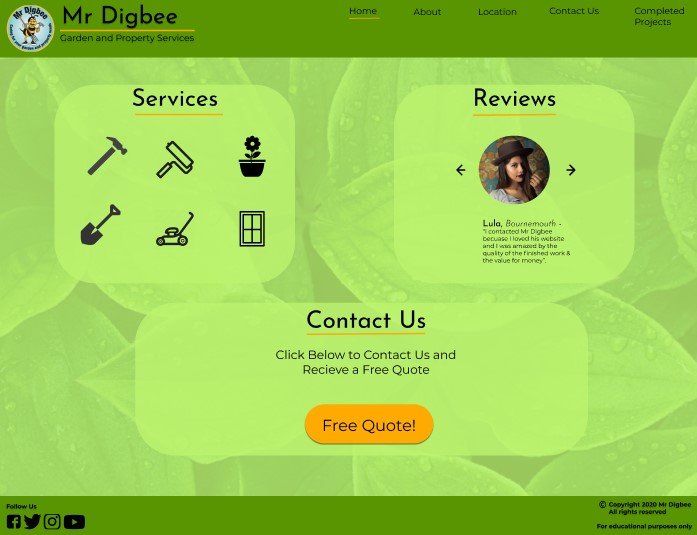 Mr Digbee
Mr Digbee
Garden and Property Services
Home
About
Location
Contact Us
Completed
Projects
Services
Reviews
Lula, Bournemouth -
"I contacted Mr Digbee
becuase I loved his website
and I was amazed by the
quality of the finished work &
the value for money".
Contact Us
Click Below to Contact Us and
Recieve a Free Quote
Free Quote!
Follow Us
© Copyright 2020 Mr Digbee
All rights reserved
For educational purposes only